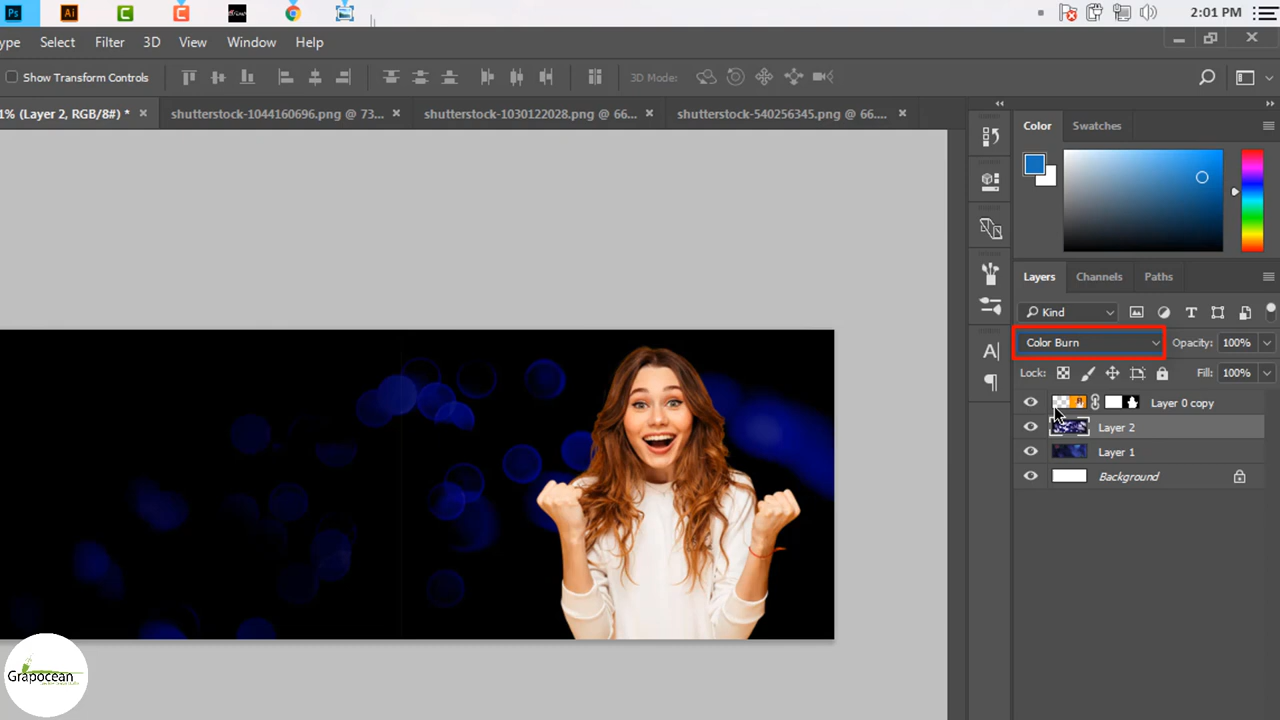 Ps
Ai
2:01 PM
ype
Select
Filter
3D
View
Window
Help
Show Transform Controls
3D Mode:
1% (Layer 2, RGB/8#) *
shutterstock-1044160696.png @ 73...
shutterstock-1030122028.png @ 66...
shutterstock-540256345.png @ 66....
Color
Swatches
Layers
Channels
Paths
Kind
Color Burn
Opacity: 100%
Lock:
Fill: 100%
Layer 0 copy
Layer 2
Layer 1
Background
Grapocean